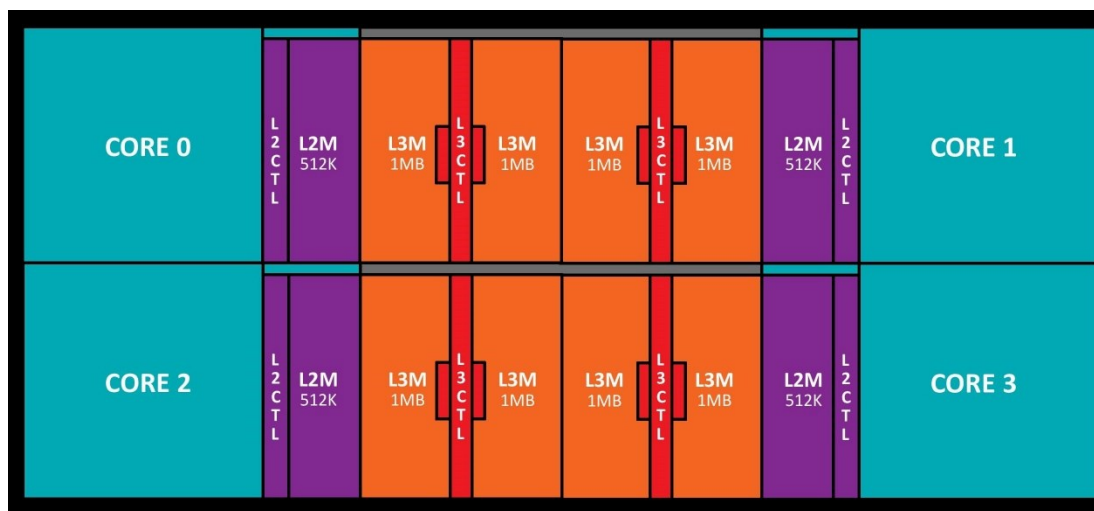 CORE 0
L2CTL
L2M
512K
L3M
1MB
L3CTL
L3M
1MB
L3M
1MB
L3CTL
L3M
1MB
L2M
512K
L2CTL
CORE 1
CORE 2
L2CTL
L2M
512K
L3M
1MB
L3CTL
L3M
1MB
L3M
1MB
L3CTL
L3M
1MB
L2M
512K
L2CTL
CORE 3